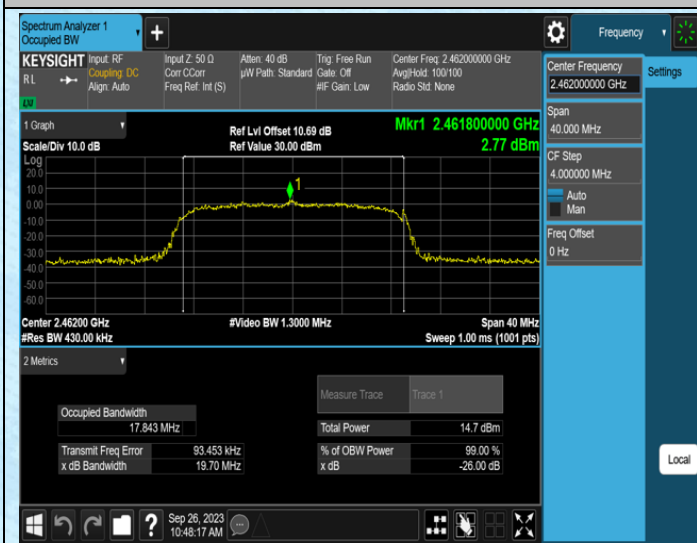 Spectrum Analyzer 1
Occupied BW
+
Frequency
KEYSIGHT
R L
LU
Input: RF
Coupling: DC
Align: Auto
Input Z: 50 Ω
Corr CCorr
Freq Ref: Int (S)
Atten: 40 dB
µW Path: Standard
Trig: Free Run
Gate: Off
#IF Gain: Low
Center Freq: 2.462000000 GHz
Avg|Hold: 100/100
Radio Std: None
Center Frequency
2.462000000 GHz
Settings
Span
40.000 MHz
CF Step
4.000000 MHz
Auto
Man
Freq Offset
0 Hz
Local
1 Graph
Scale/Div 10.0 dB
Ref Lvl Offset 10.69 dB
Ref Value 30.00 dBm
Mkr1 2.461800000 GHz
2.77 dBm
Log
20.0
10.0
0.00
-10.0
-20.0
-30.0
-40.0
-50.0
-60.0
1
Center 2.46200 GHz
#Res BW 430.00 kHz
#Video BW 1.3000 MHz
Span 40 MHz
Sweep 1.00 ms (1001 pts)
2 Metrics
Measure Trace
Trace 1
Occupied Bandwidth
17.843 MHz
Total Power
14.7 dBm
Transmit Freq Error
93.453 kHz
% of OBW Power
99.00 %
x dB Bandwidth
19.70 MHz
x dB
-26.00 dB
?
Sep 26, 2023
10:48:17 AM